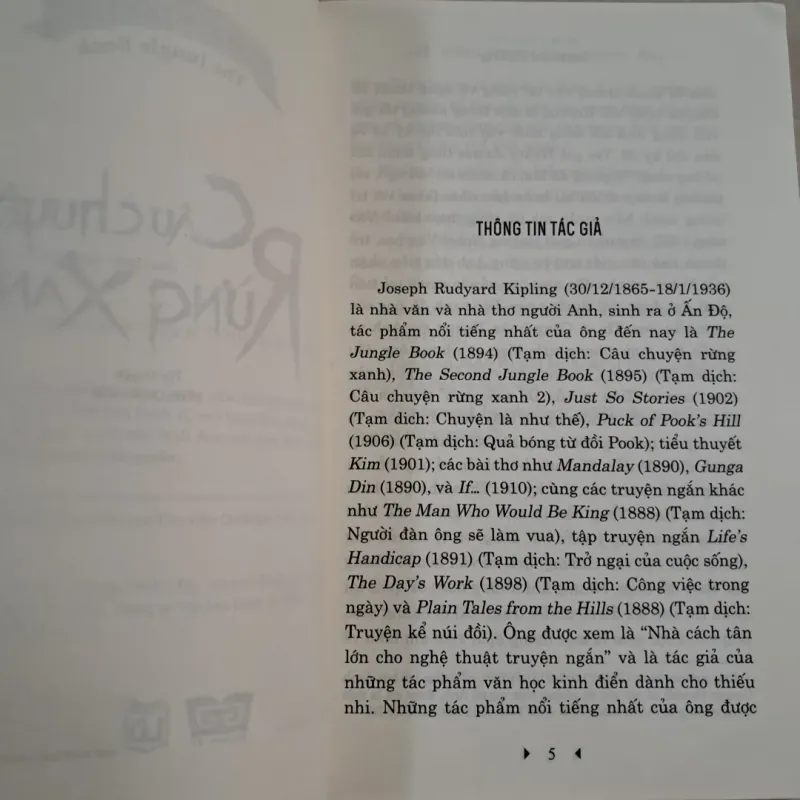 The Jungle Book
Câu chuyện
RỪNG XANH
THÔNG TIN TÁC GIẢ
Joseph Rudyard Kipling (30/12/1865-18/1/1936)
là nhà văn và nhà thơ người Anh, sinh ra ở Ấn Độ,
tác phẩm nổi tiếng nhất của ông đến nay là The
Jungle Book (1894) (Tạm dịch: Câu chuyện rừng
xanh), The Second Jungle Book (1895) (Tạm dịch:
Câu chuyện rừng xanh 2), Just So Stories (1902)
(Tạm dich: Chuyện là như thế), Puck of Pook's Hill
(1906) (Tạm dịch: Quả bóng từ đồi Pook); tiểu thuyết
Kim (1901); các bài thơ như Mandalay (1890), Gunga
Din (1890), và If... (1910); cùng các truyện ngắn khác
như The Man Who Would Be King (1888) (Tạm dịch:
Người đàn ông sẽ làm vua), tập truyện ngắn Life's
Handicap (1891) (Tạm dịch: Trở ngại của cuộc sống),
The Day's Work (1898) (Tạm dịch: Công việc trong
ngày) và Plain Tales from the Hills (1888) (Tạm dịch:
Truyện kể núi đồi). Ông được xem là "Nhà cách tân
lớn cho nghệ thuật truyện ngắn" và là tác giả của
những tác phẩm văn học kinh điển dành cho thiếu
nhi. Những tác phẩm nổi tiếng nhất của ông được
5